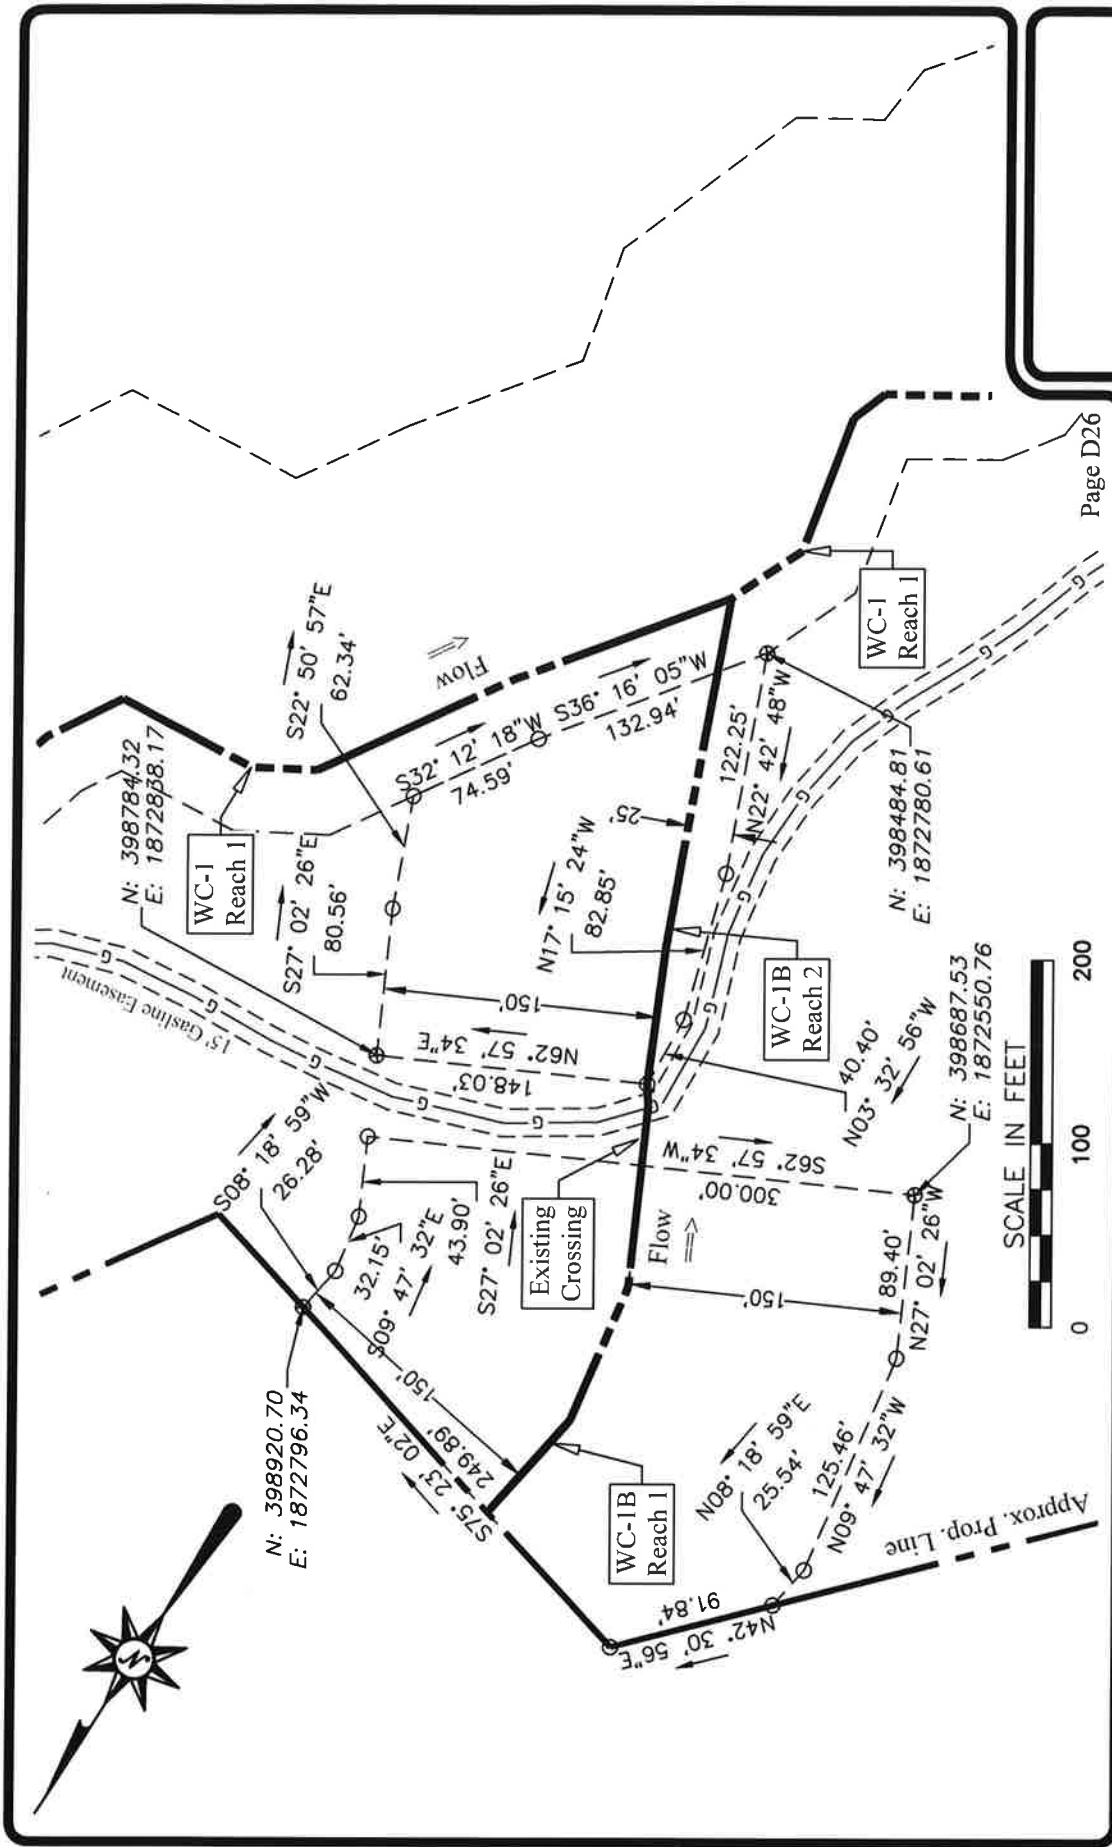 N: 398920.70
E: 1872796.34
S08° 18' 59"W
26.28'
15' Gasline Easement
G
G
G
G
G
G
G
G
G
G
N: 398784.32
E: 1872838.17
WC-1
Reach 1
S27° 02' 26"E
80.56'
S22° 50' 57"E
62.34'
Flow
S32° 12' 18"W
74.59'
S36° 16' 05"W
132.94'
S75° 23' 02"E
249.89'
150'
32.15'
S09° 47' 32"E
43.90'
S27° 02' 26"E
148.03'
N62° 57' 34"E
150'
N17° 15' 24"W
82.85'
25'
122.25'
N22° 42' 48"W
WC-1
Reach 1
Existing
Crossing
Flow
300.00'
S62° 57' 34"W
WC-1B
Reach 2
40.40'
N03° 32' 56"W
N: 398484.81
E: 1872780.61
WC-1B
Reach 1
N08° 18' 59"E
25.54'
150'
91.84'
N42° 30' 56"E
125.46'
N09° 47' 32"W
89.40'
N27° 02' 26"W
N: 398687.53
E: 1872550.76
Approx. Prop. Line
N
SCALE IN FEET
0 100 200
Page D26